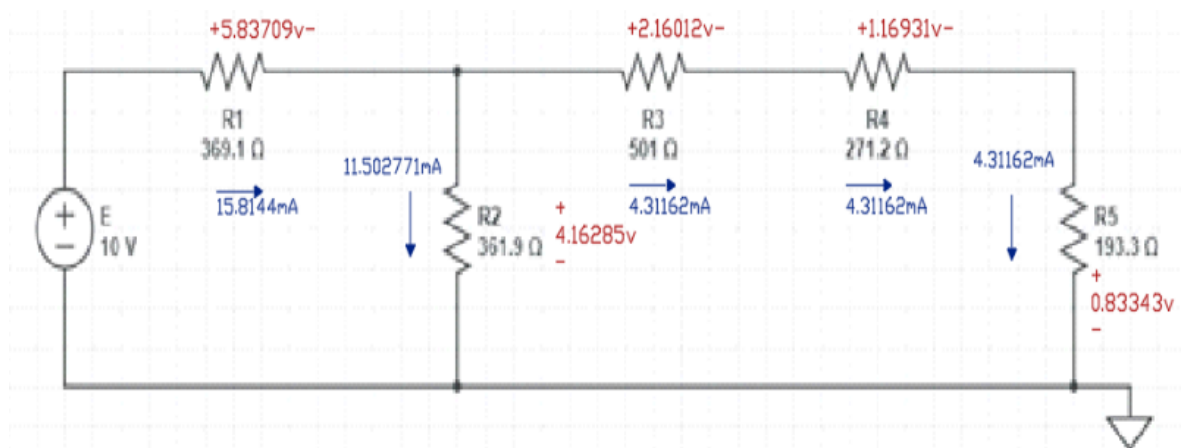 +5.83709v-
+2.16012v-
+1.16931v-
R1
369.1 Ω
R3
501 Ω
R4
271.2 Ω
11.502771mA
4.31162mA
15.8144mA
4.31162mA
4.31162mA
+
-
E
10 V
R2
361.9 Ω
+
4.16285v
-
R5
193.3 Ω
+
0.83343v
-